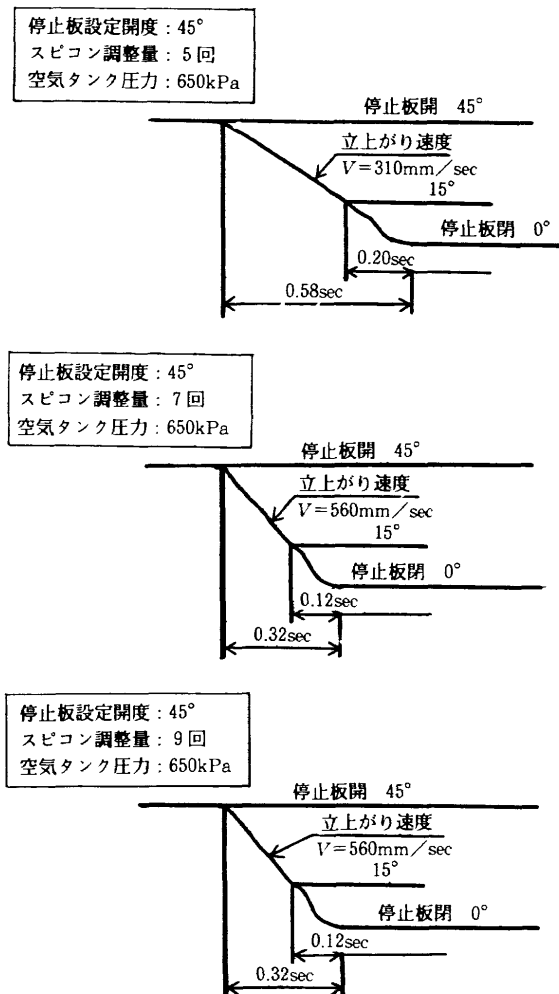 停止板設定開度：45°
スピコン調整量：5回
空気タンク圧力：650kPa
停止板開 45°
立上がり速度
V＝310mm／sec
15°
停止板閉 0°
0.20sec
0.58sec
停止板設定開度：45°
スピコン調整量：7回
空気タンク圧力：650kPa
停止板開 45°
立上がり速度
V＝560mm／sec
15°
停止板閉 0°
0.12sec
0.32sec
停止板設定開度：45°
スピコン調整量：9回
空気タンク圧力：650kPa
停止板開 45°
立上がり速度
V＝560mm／sec
15°
停止板閉 0°
0.12sec
0.32sec